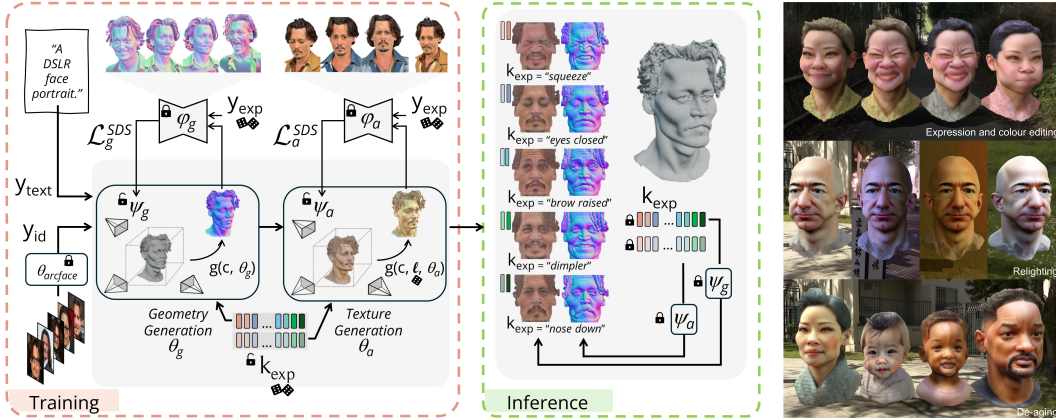 "A
DSLR
face
portrait."
y_exp
y_exp
φ_g
φ_a
ℒ_g^SDS
ℒ_a^SDS
y_text
ψ_g
ψ_a
y_id
θ_arcface
g(c, θ_g)
g(c, ℓ, θ_a)
Geometry
Generation
θ_g
Texture
Generation
θ_a
...
...
k_exp
Training
k_exp = "squeeze"
k_exp = "eyes closed"
k_exp = "brow raised"
k_exp = "dimpler"
k_exp = "nose down"
k_exp
...
...
ψ_g
ψ_a
Inference
Expression and colour editing
Relighting
De-aging